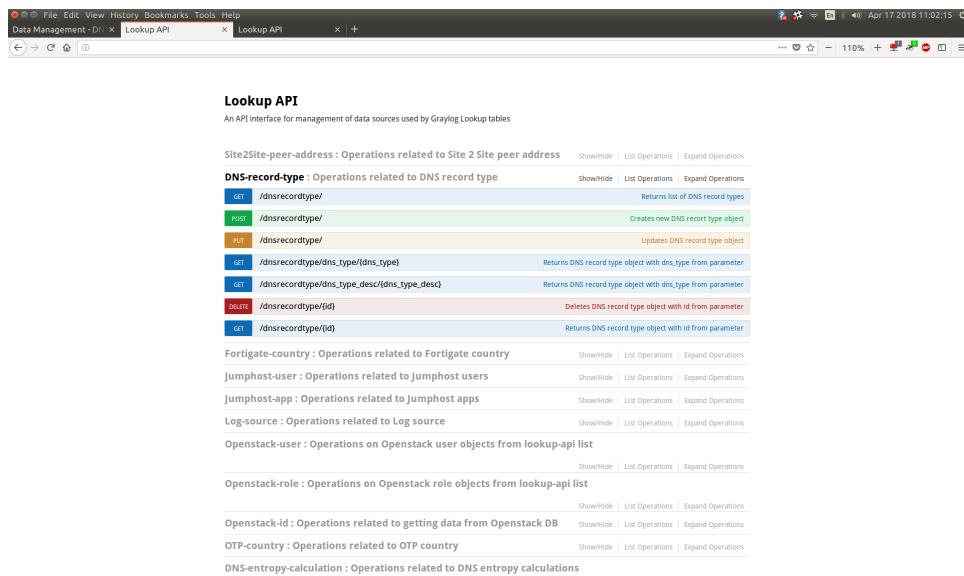 File Edit View History Bookmarks Tools Help
En
Apr 17 2018 11:02:15
Data Management - DN × Lookup API × Lookup API × +
110%
Lookup API
An API interface for management of data sources used by Graylog Lookup tables
Site2Site-peer-address : Operations related to Site 2 Site peer address Show/Hide List Operations Expand Operations
DNS-record-type : Operations related to DNS record type Show/Hide List Operations Expand Operations
GET /dnsrecordtype/ Returns list of DNS record types
POST /dnsrecordtype/ Creates new DNS recort type object
PUT /dnsrecordtype/ Updates DNS record type object
GET /dnsrecordtype/dns_type/{dns_type} Returns DNS record type object with dns_type from parameter
GET /dnsrecordtype/dns_type_desc/{dns_type_desc} Returns DNS record type object with dns_type from parameter
DELETE /dnsrecordtype/{id} Deletes DNS record type object with id from parameter
GET /dnsrecordtype/{id} Returns DNS record type object with id from parameter
Fortigate-country : Operations related to Fortigate country Show/Hide List Operations Expand Operations
Jumphost-user : Operations related to Jumphost users Show/Hide List Operations Expand Operations
Jumphost-app : Operations related to Jumphost apps Show/Hide List Operations Expand Operations
Log-source : Operations related to Log source Show/Hide List Operations Expand Operations
Openstack-user : Operations on Openstack user objects from lookup-api list
Show/Hide List Operations Expand Operations
Openstack-role : Operations on Openstack role objects from lookup-api list
Show/Hide List Operations Expand Operations
Openstack-id : Operations related to getting data from Openstack DB Show/Hide List Operations Expand Operations
OTP-country : Operations related to OTP country Show/Hide List Operations Expand Operations
DNS-entropy-calculation : Operations related to DNS entropy calculations